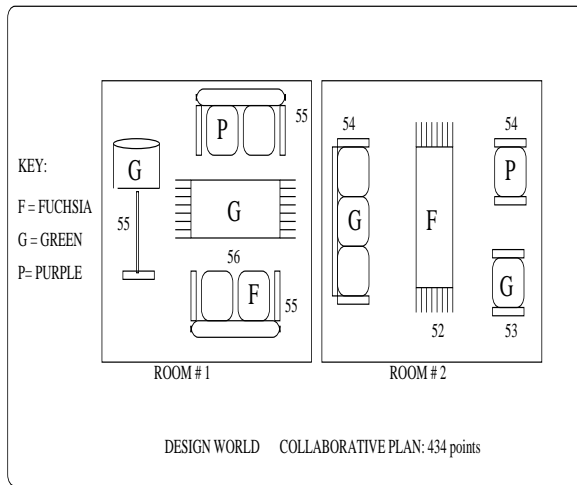 KEY:
F = FUCHSIA
G = GREEN
P= PURPLE
G
55
P
55
G
56
F
55
ROOM # 1
54
G
F
52
54
P
G
53
ROOM # 2
DESIGN WORLD COLLABORATIVE PLAN: 434 points